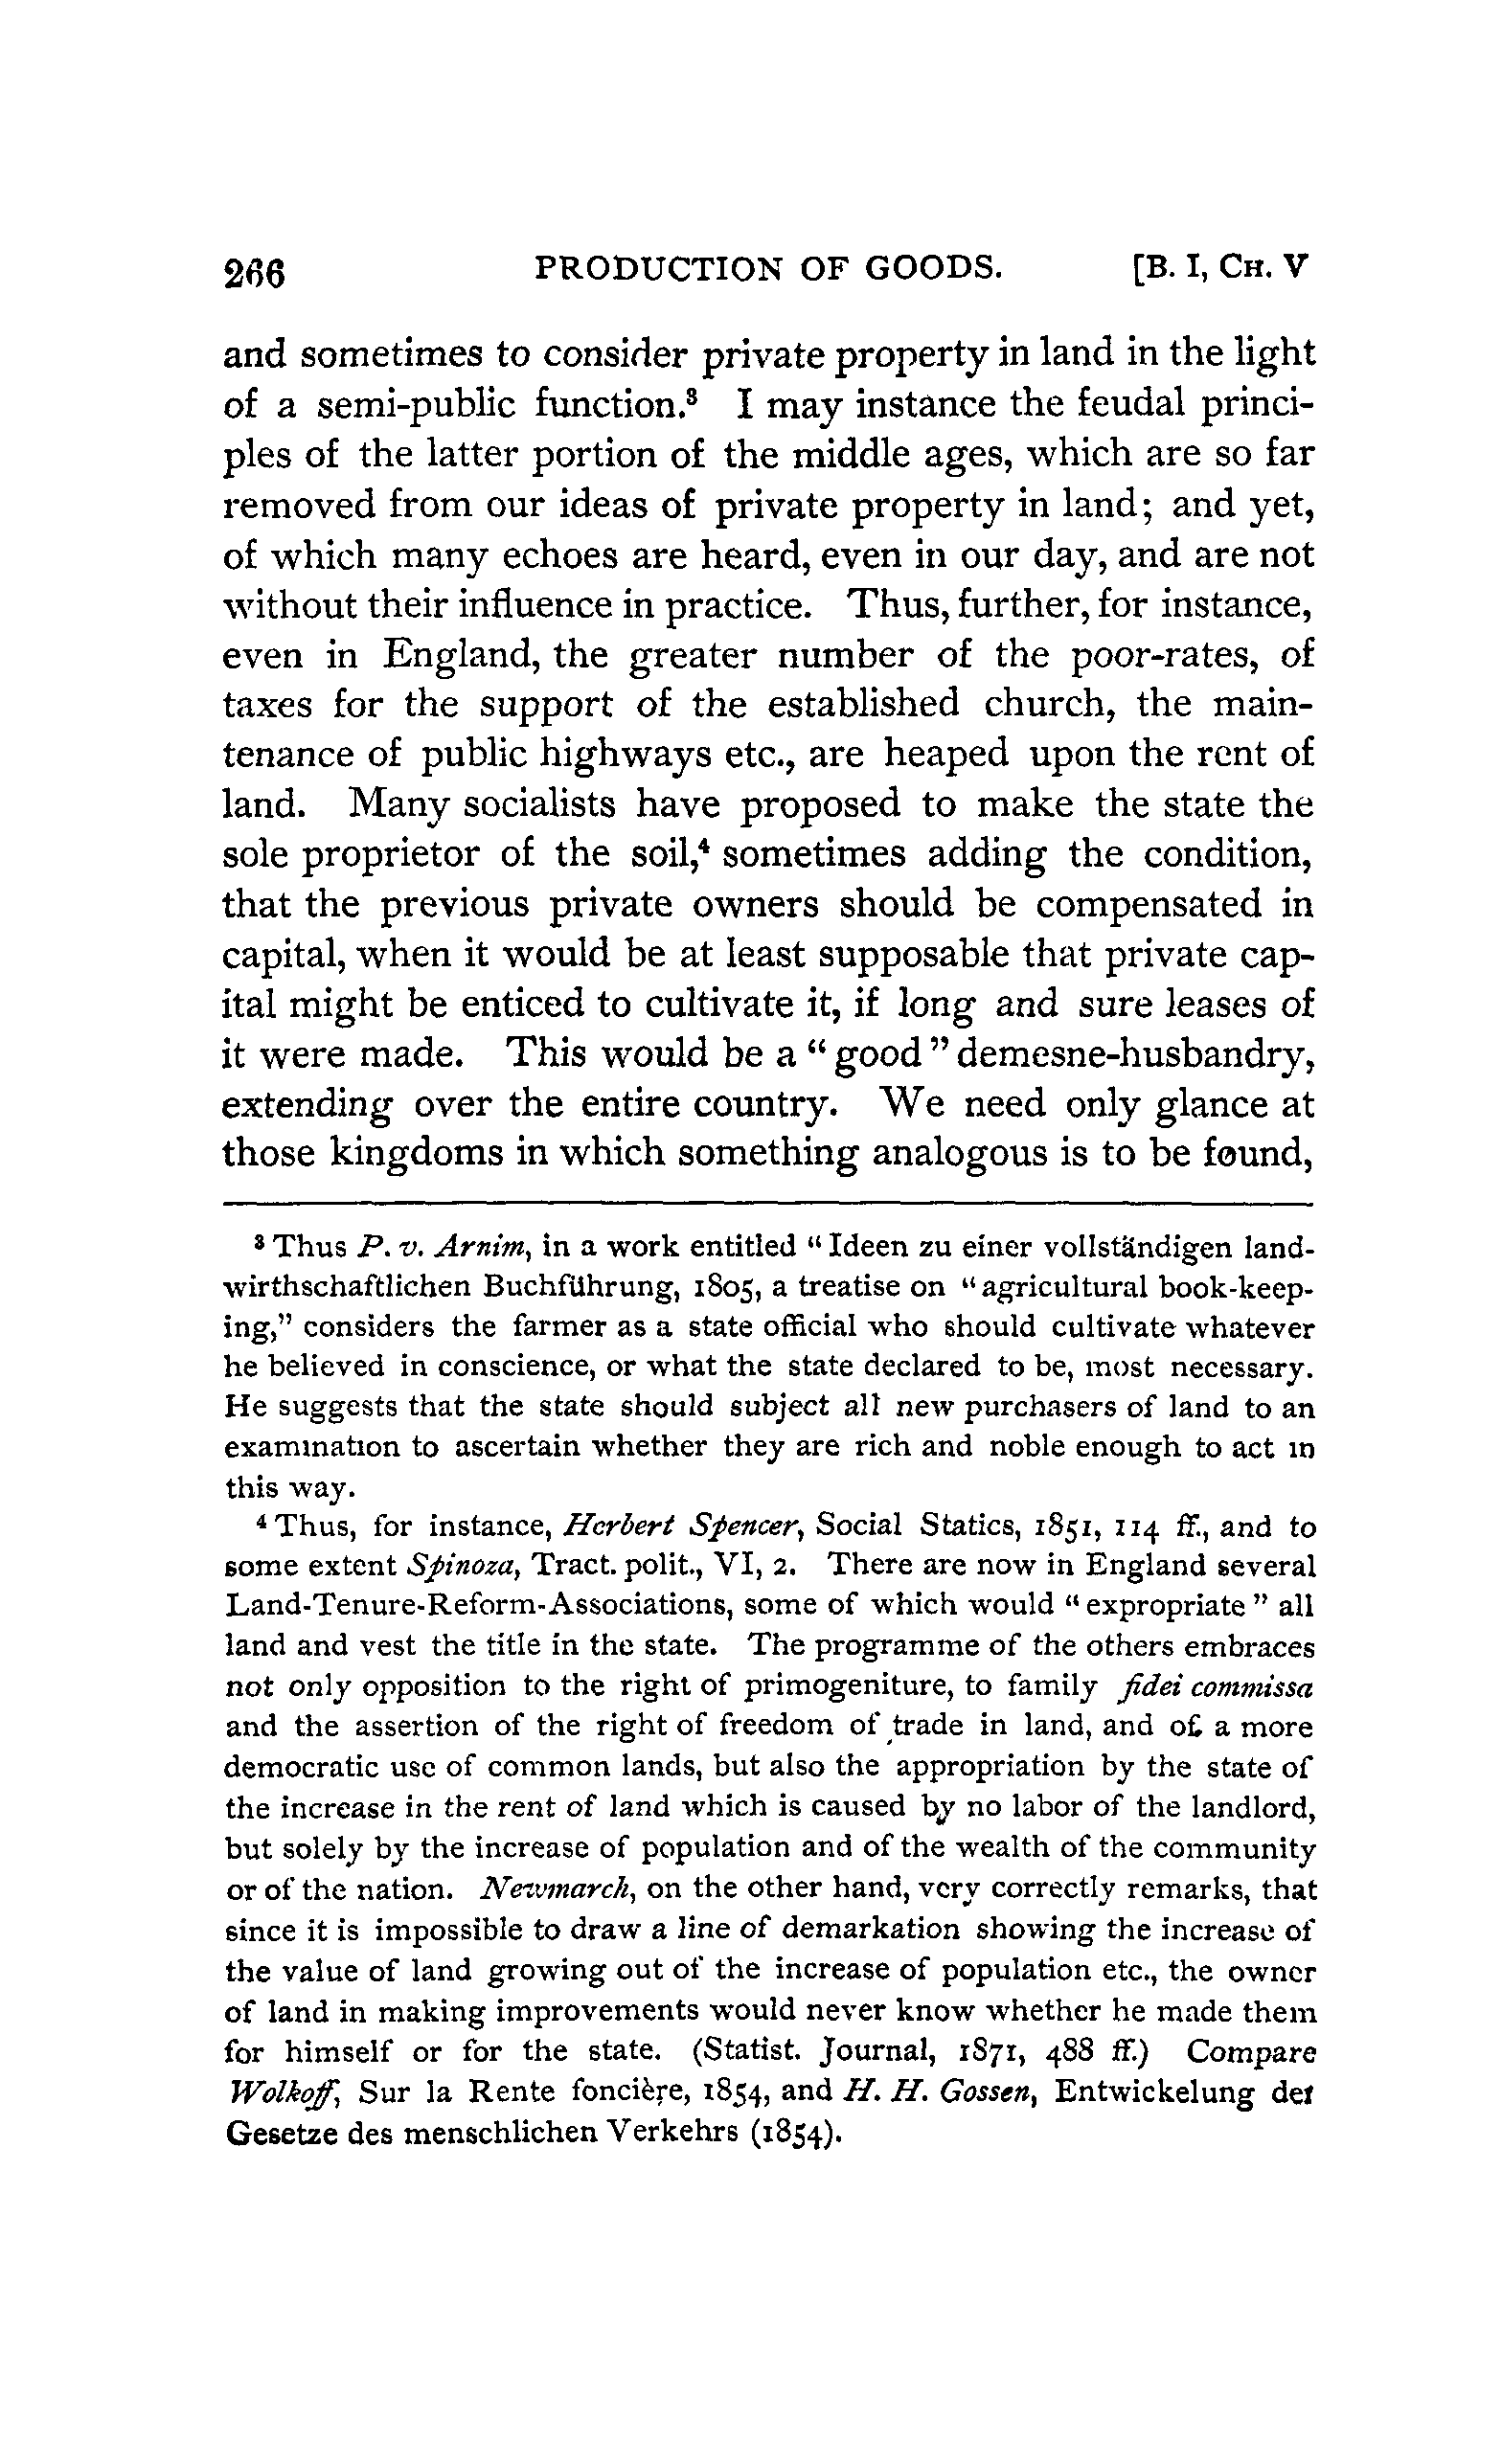 266 PRODUCTION OF GOODS. [B. I, CH. V
and sometimes to consider private property in land in the light
of a semi-public function.³ I may instance the feudal princi-
ples of the latter portion of the middle ages, which are so far
removed from our ideas of private property in land; and yet,
of which many echoes are heard, even in our day, and are not
without their influence in practice. Thus, further, for instance,
even in England, the greater number of the poor-rates, of
taxes for the support of the established church, the main-
tenance of public highways etc., are heaped upon the rent of
land. Many socialists have proposed to make the state the
sole proprietor of the soil,⁴ sometimes adding the condition,
that the previous private owners should be compensated in
capital, when it would be at least supposable that private cap-
ital might be enticed to cultivate it, if long and sure leases of
it were made. This would be a “good” demesne-husbandry,
extending over the entire country. We need only glance at
those kingdoms in which something analogous is to be found,
³ Thus P. v. Arnim, in a work entitled “Ideen zu einer vollständigen land-
wirthschaftlichen Buchführung, 1805, a treatise on “agricultural book-keep-
ing,” considers the farmer as a state official who should cultivate whatever
he believed in conscience, or what the state declared to be, most necessary.
He suggests that the state should subject all new purchasers of land to an
examination to ascertain whether they are rich and noble enough to act in
this way.
⁴ Thus, for instance, Herbert Spencer, Social Statics, 1851, 114 ff., and to
some extent Spinoza, Tract. polit., VI, 2. There are now in England several
Land-Tenure-Reform-Associations, some of which would “expropriate” all
land and vest the title in the state. The programme of the others embraces
not only opposition to the right of primogeniture, to family fidei commissa
and the assertion of the right of freedom of trade in land, and of a more
democratic use of common lands, but also the appropriation by the state of
the increase in the rent of land which is caused by no labor of the landlord,
but solely by the increase of population and of the wealth of the community
or of the nation. Newmarch, on the other hand, very correctly remarks, that
since it is impossible to draw a line of demarkation showing the increase of
the value of land growing out of the increase of population etc., the owner
of land in making improvements would never know whether he made them
for himself or for the state. (Statist. Journal, 1871, 488 ff.) Compare
Wolkoff, Sur la Rente foncière, 1854, and H. H. Gossen, Entwickelung der
Gesetze des menschlichen Verkehrs (1854).